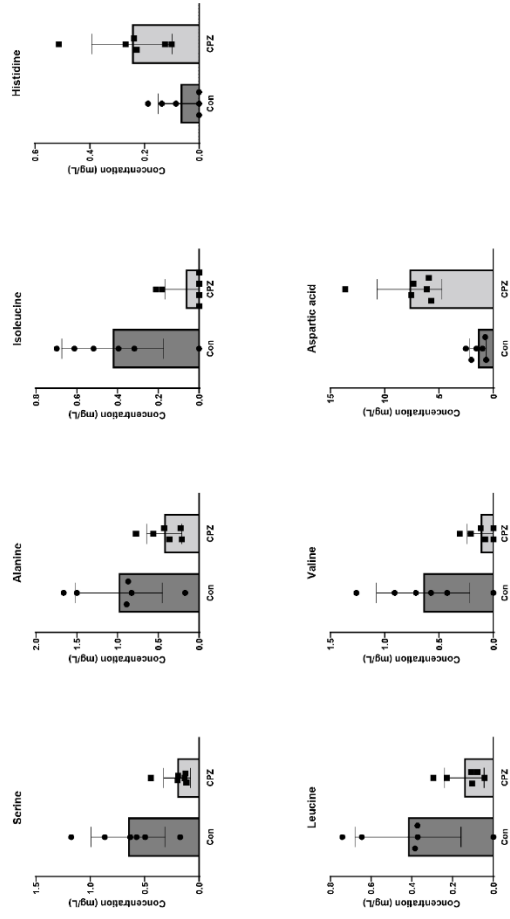 Serine
Concentration (mg/L)
1.5
1.0
0.5
0.0
Con
CPZ
Alanine
Concentration (mg/L)
2.0
1.5
1.0
0.5
0.0
Con
CPZ
Isoleucine
Concentration (mg/L)
0.8
0.6
0.4
0.2
0.0
Con
CPZ
Histidine
Concentration (mg/L)
0.6
0.4
0.2
0.0
Con
CPZ
Leucine
Concentration (mg/L)
0.8
0.6
0.4
0.2
0.0
Con
CPZ
Valine
Concentration (mg/L)
1.5
1.0
0.5
0.0
Con
CPZ
Aspartic acid
Concentration (mg/L)
15
10
5
0
Con
CPZ